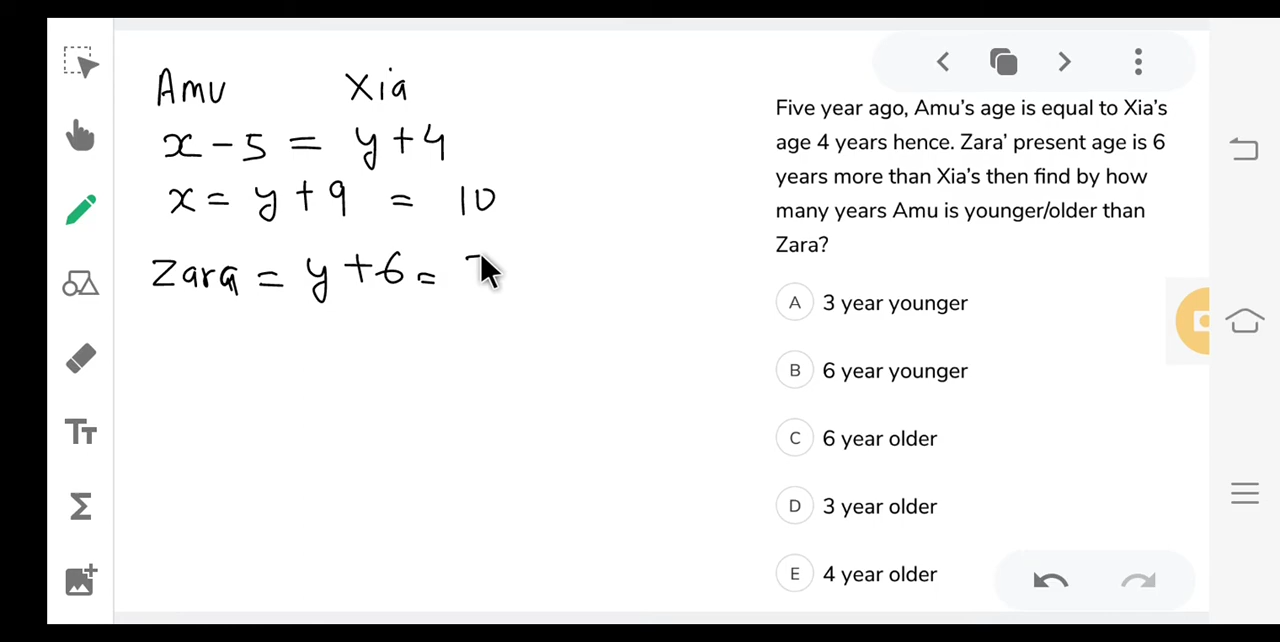 Amu Xia
x - 5 = y + 4
x = y + 9 = 10
Zara = y + 6 =
Five year ago, Amu's age is equal to Xia's
age 4 years hence. Zara' present age is 6
years more than Xia's then find by how
many years Amu is younger/older than
Zara?
A 3 year younger
B 6 year younger
C 6 year older
D 3 year older
E 4 year older
TT
Σ